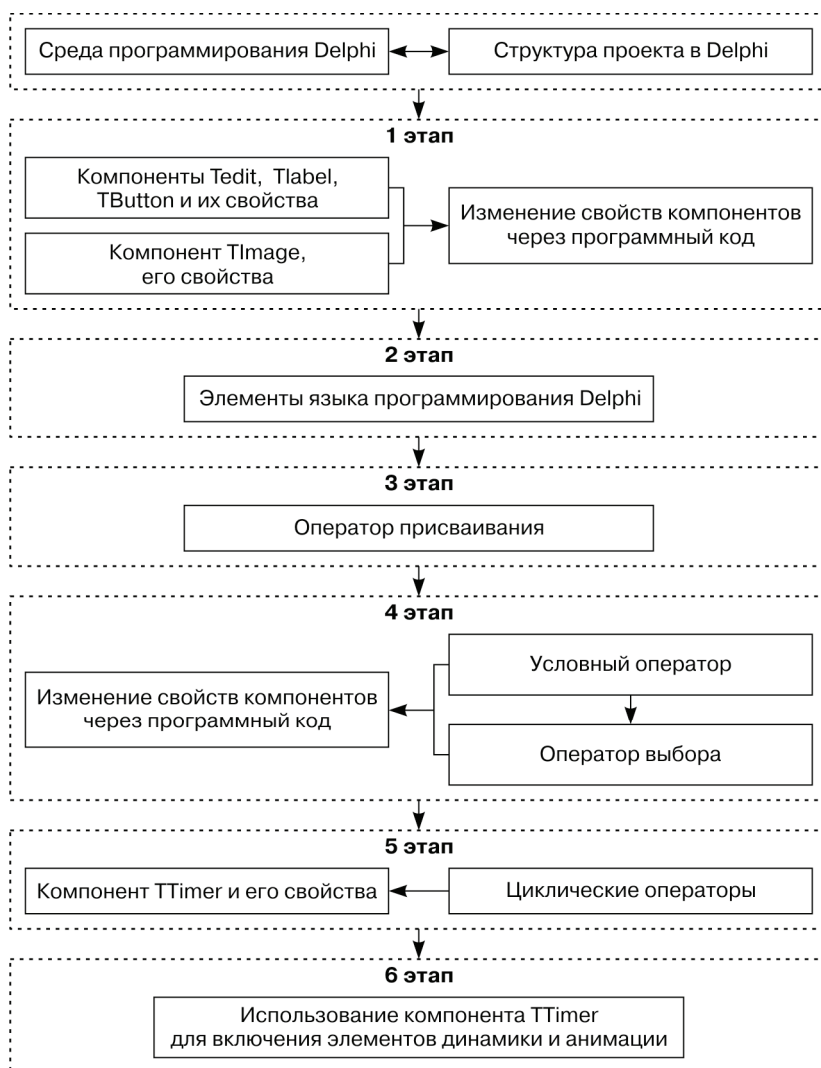 Среда программирования Delphi
Структура проекта в Delphi
1 этап
Компоненты Tedit, Tlabel,
TButton и их свойства
Компонент TImage,
его свойства
Изменение свойств компонентов
через программный код
2 этап
Элементы языка программирования Delphi
3 этап
Оператор присваивания
4 этап
Изменение свойств компонентов
через программный код
Условный оператор
Оператор выбора
5 этап
Компонент TTimer и его свойства
Циклические операторы
6 этап
Использование компонента TTimer
для включения элементов динамики и анимации